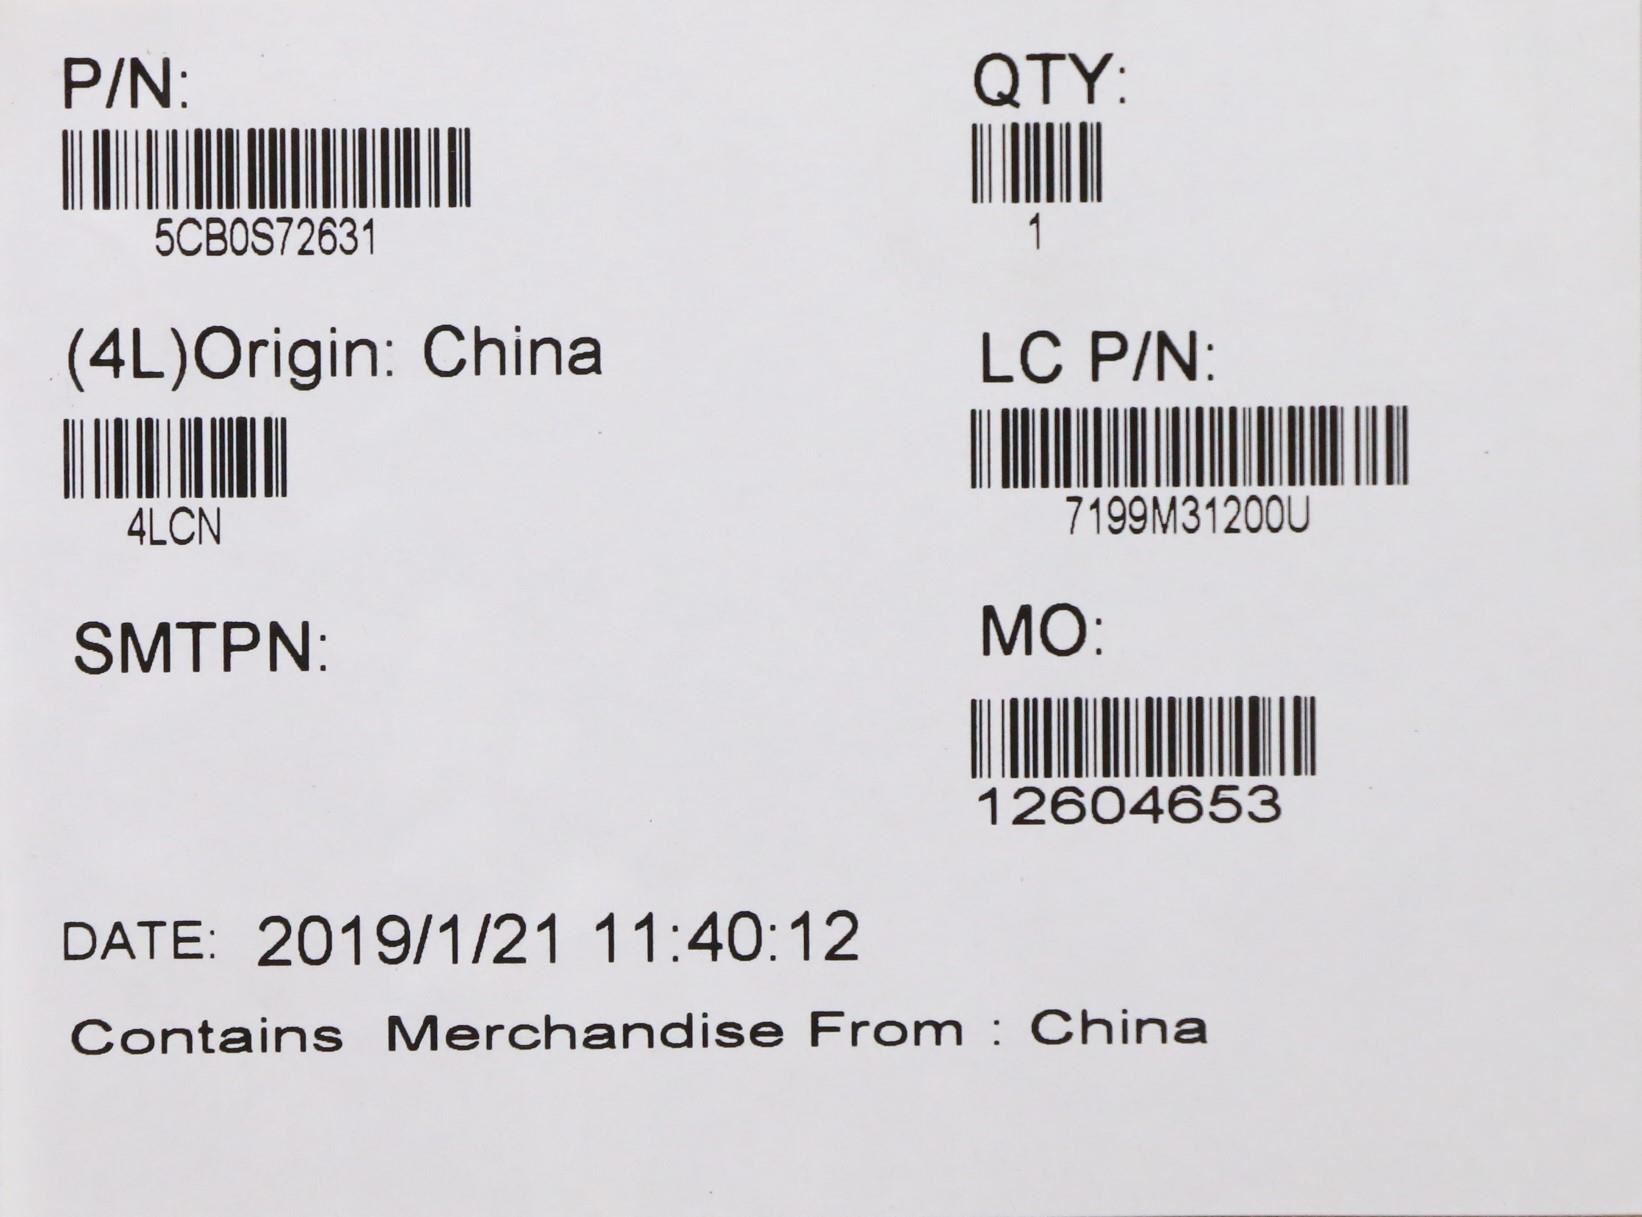 P/N:
QTY:
5CB0S72631
1
(4L)Origin: China
LC P/N:
4LCN
7199M31200U
SMTPN:
MO:
12604653
DATE: 2019/1/21 11:40:12
Contains Merchandise From : China